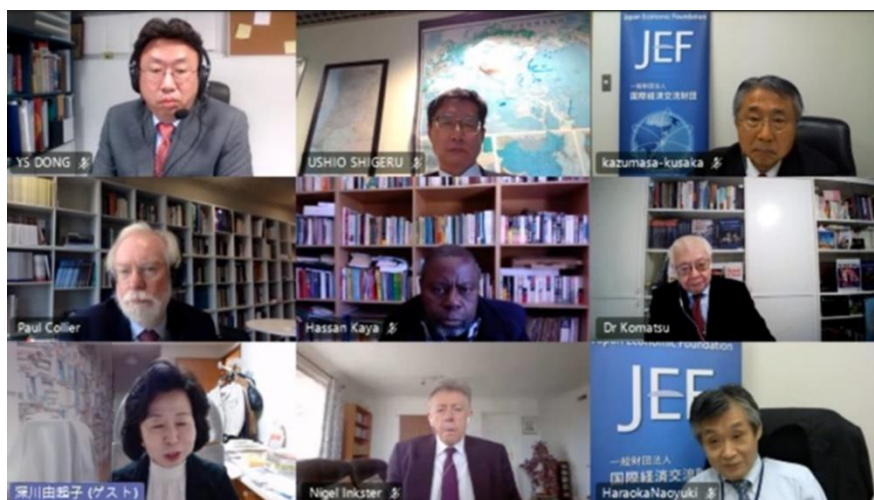 Japan Economic Foundation
JEF
一般財団法人
国際経済交流財団
YS DONG
USHIO SHIGERU
kazumasa-kusaka
Paul Collier
Hassan Kaya
Dr Komatsu
Japan Economic Foundation
JEF
一般財団法人
国際経済交流財団
深川由起子 (ゲスト)
Nigel Inkster
HaraokaNaoyuki